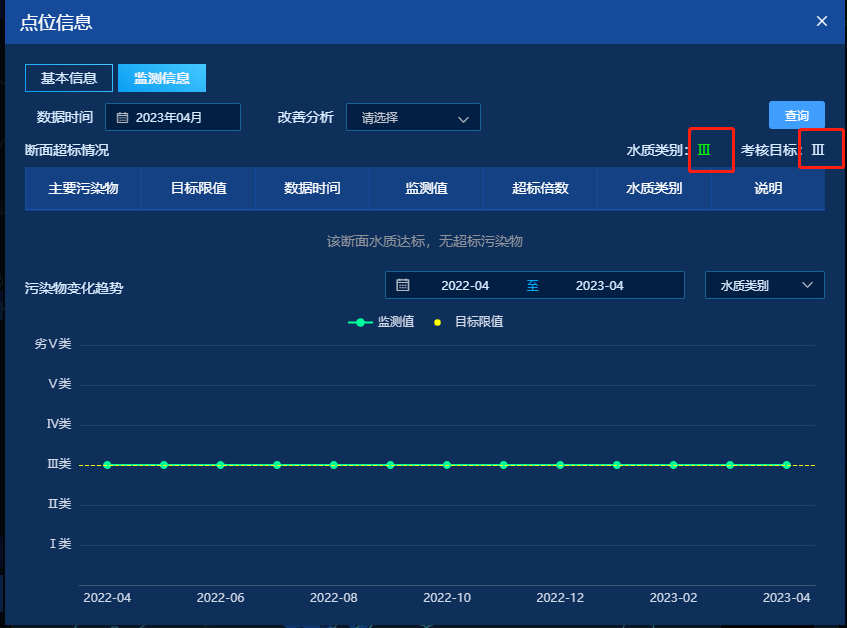 点位信息 ×
基本信息 监测信息
数据时间 2023年04月 改善分析 请选择 查询
断面超标情况 水质类别: Ⅲ 考核目标: Ⅲ
主要污染物 目标限值 数据时间 监测值 超标倍数 水质类别 说明
该断面水质达标，无超标污染物
污染物变化趋势 2022-04 至 2023-04 水质类别
监测值 目标限值
劣Ⅴ类
Ⅴ类
Ⅳ类
Ⅲ类
Ⅱ类
Ⅰ类
2022-04 2022-06 2022-08 2022-10 2022-12 2023-02 2023-04